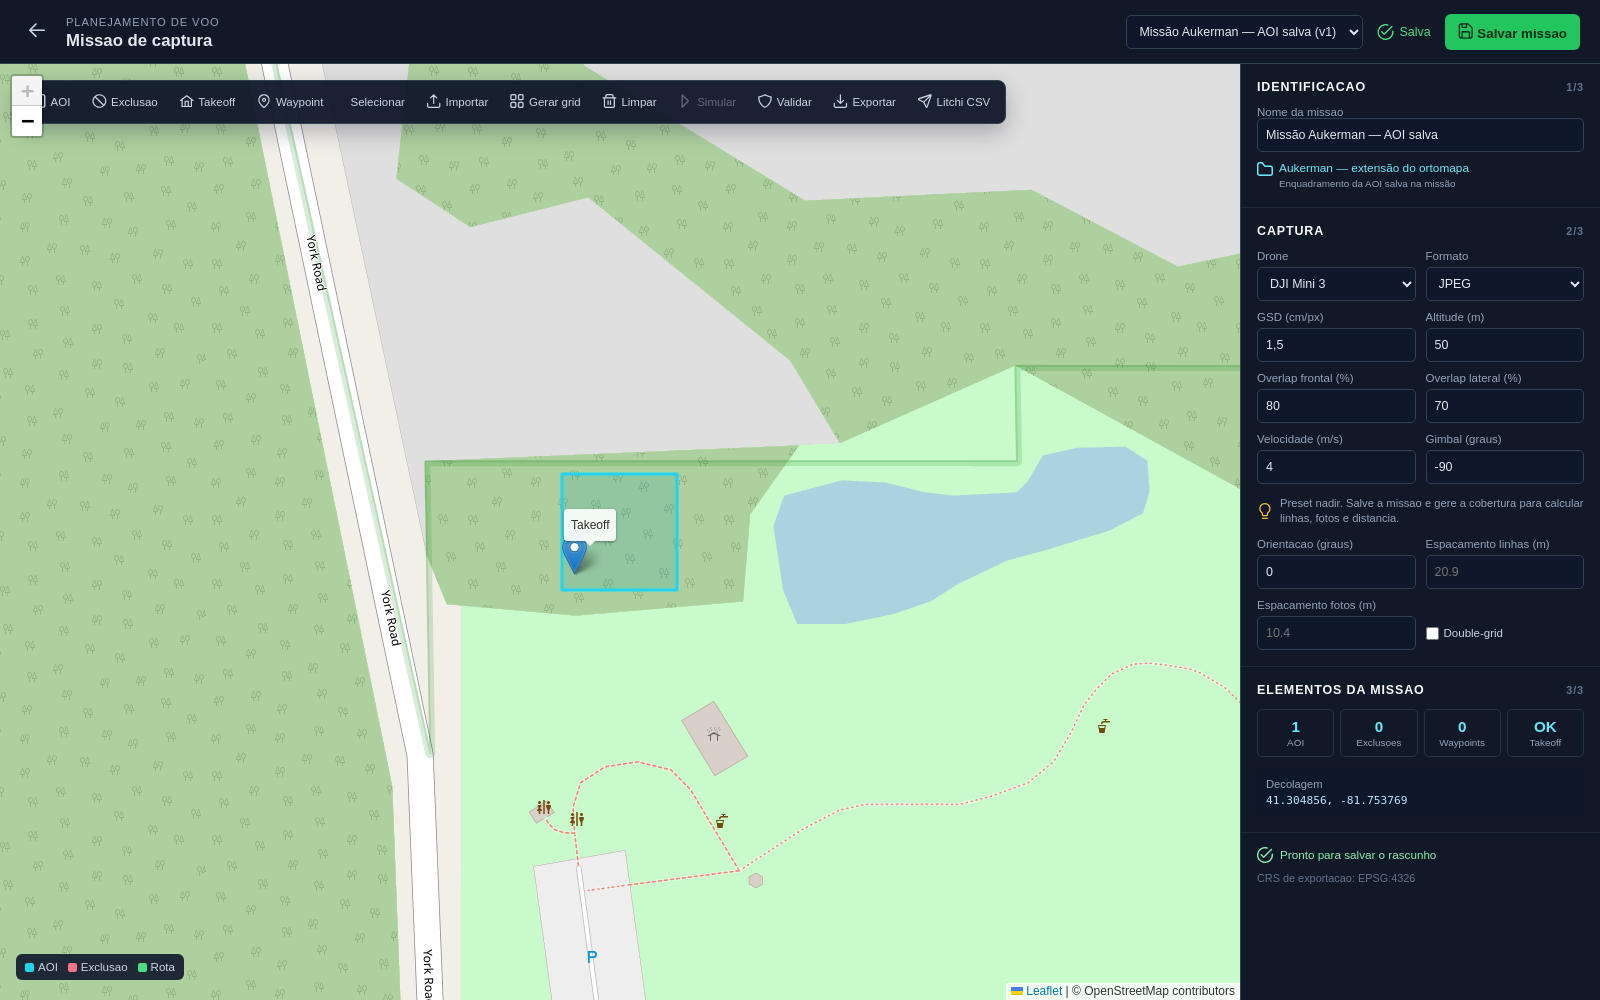 PLANEJAMENTO DE VOO
Missao de captura
Missão Aukerman — AOI salva (v1)
Salva
Salvar missao
+
−
AOI
Exclusao
Takeoff
Waypoint
Selecionar
Importar
Gerar grid
Limpar
Simular
Validar
Exportar
Litchi CSV
York Road
Takeoff
York Road
York Road
P
AOI
Exclusao
Rota
Leaflet | © OpenStreetMap contributors
IDENTIFICACAO 1/3
Nome da missao
Missão Aukerman — AOI salva
Aukerman — extensão do ortomapa
Enquadramento da AOI salva na missão
CAPTURA 2/3
Drone Formato
DJI Mini 3 JPEG
GSD (cm/px) Altitude (m)
1,5 50
Overlap frontal (%) Overlap lateral (%)
80 70
Velocidade (m/s) Gimbal (graus)
4 -90
Preset nadir. Salve a missao e gere a cobertura para calcular
linhas, fotos e distancia.
Orientacao (graus) Espacamento linhas (m)
0 20.9
Espacamento fotos (m)
10.4 Double-grid
ELEMENTOS DA MISSAO 3/3
1 0 0 OK
AOI Exclusoes Waypoints Takeoff
Decolagem
41.304856, -81.753769
Pronto para salvar o rascunho
CRS de exportacao: EPSG:4326